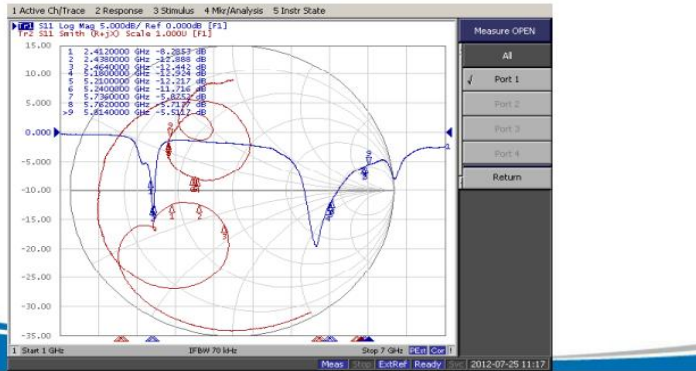 1 Active Ch/Trace 2 Response 3 Stimulus 4 Mkr/Analysis 5 Instr State
Tr1 S11 Log Mag 5.000dB/ Ref 0.000dB [F1]
Tr2 S11 Smith (R+jX) Scale 1.000U [F1]
15.00
10.00
5.000
0.000
-5.000
-10.00
-15.00
-20.00
-25.00
-30.00
-35.00
1 2.4120000 GHz -8.2853 dB
2 2.4380000 GHz -12.888 dB
3 2.4640000 GHz -12.442 dB
4 5.1800000 GHz -12.924 dB
5 5.2100000 GHz -12.217 dB
6 5.2400000 GHz -11.716 dB
7 5.7360000 GHz -5.8752 dB
8 5.7620000 GHz -5.7137 dB
>9 5.8140000 GHz -5.5117 dB
Measure OPEN
All
√ Port 1
Port 2
Port 3
Port 4
Return
1 Start 1 GHz IFBW 70 kHz Stop 7 GHz PExt Cor !
Meas Stop ExtRef Ready Svc 2012-07-25 11:17